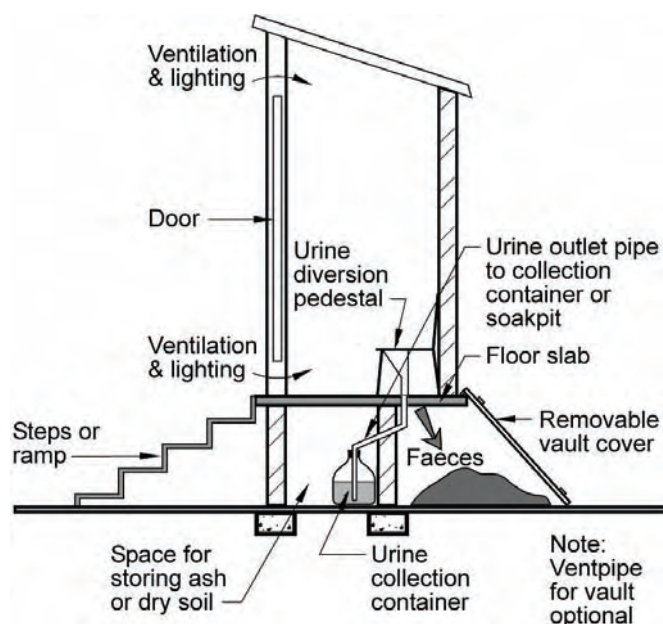 Ventilation
& lighting
Door
Urine
diversion
pedestal
Urine outlet pipe
to collection
container or
soakpit
Ventilation
& lighting
Floor slab
Steps or
ramp
Removable
vault cover
Faeces
Space for
storing ash
or dry soil
Urine
collection
container
Note:
Ventpipe
for vault
optional